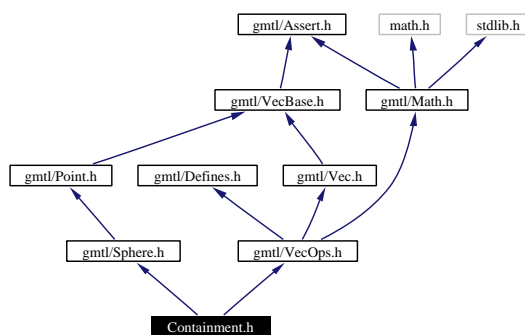 gmtl/Assert.h
math.h
stdlib.h
gmtl/VecBase.h
gmtl/Math.h
gmtl/Point.h
gmtl/Defines.h
gmtl/Vec.h
gmtl/Sphere.h
gmtl/VecOps.h
Containment.h